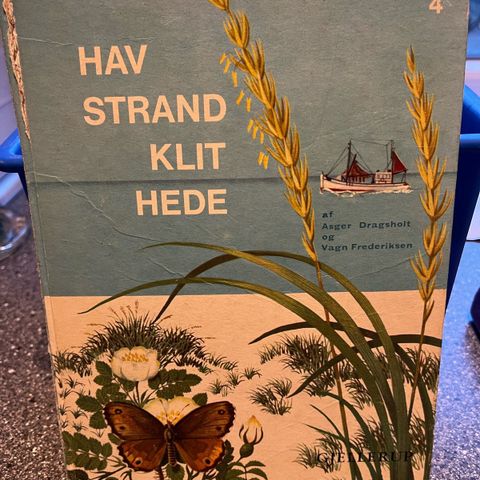 4
HAV
STRAND
KLIT
HEDE
af
Asger Dragsholt
og
Vagn Frederiksen
GJELLERUP